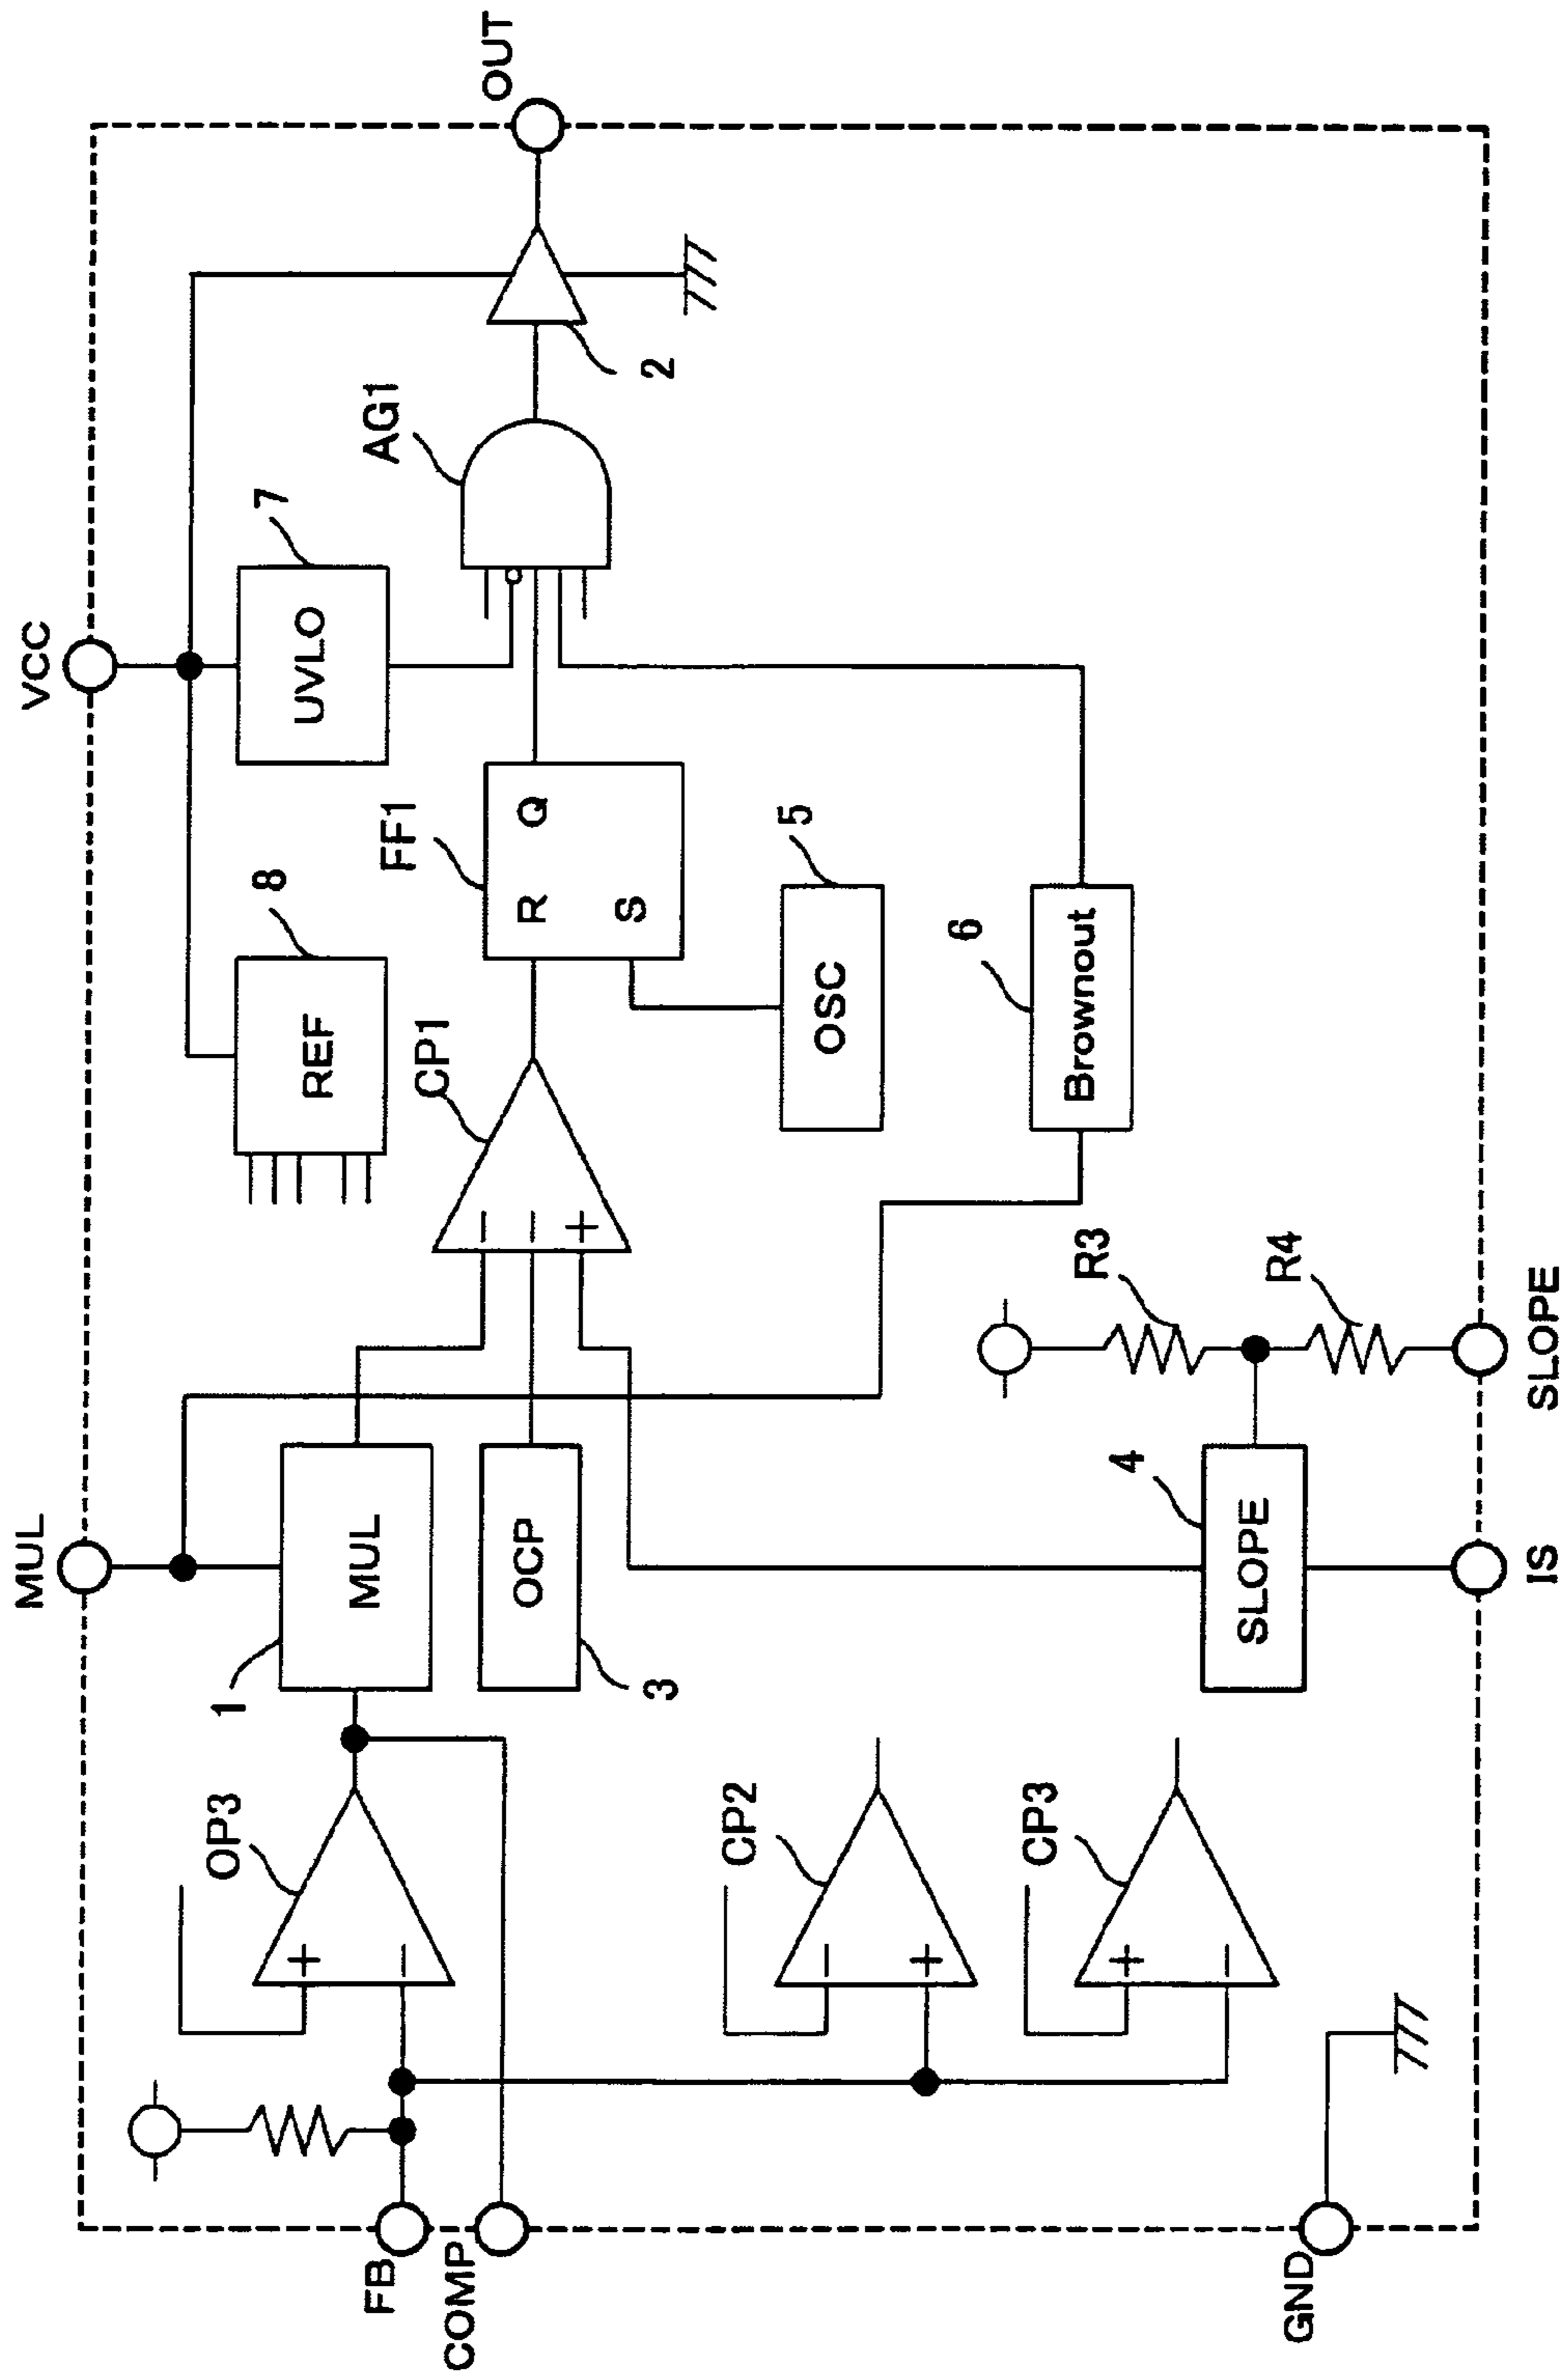 MUL
VCC
1
OP3
MUL
8
REF
7
UVLO
CP1
FF1
R
Q
S
AG1
OUT
2
FB
COMP
+
−
OCP
3
−
−
+
5
OSC
CP2
−
+
6
Brownout
CP3
+
−
4
SLOPE
R3
R4
GND
IS
SLOPE